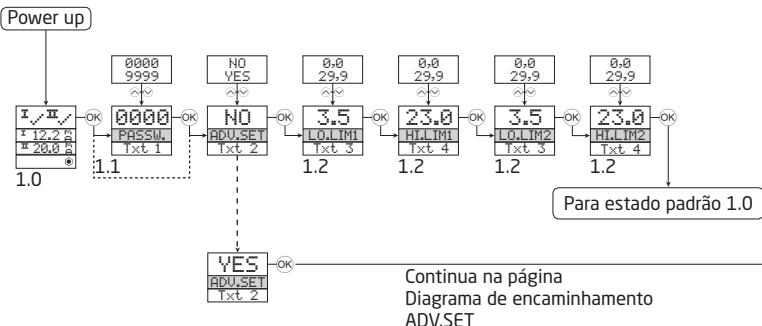 Power up
0000
9999
NO
YES
0,0
29,9
0,0
29,9
0,0
29,9
0,0
29,9
I / II /
I 12.2 mA
II 20.0 mA
OK
0000
PASSW.
Txt 1
OK
NO
ADV.SET
Txt 2
OK
3.5
LO.LIM1
Txt 3
OK
23.0
HI.LIM1
Txt 4
OK
3.5
LO.LIM2
Txt 3
OK
23.0
HI.LIM2
Txt 4
OK
1.0
1.1
1.2
1.2
1.2
1.2
Para estado padrão 1.0
YES
ADV.SET
Txt 2
OK
Continua na página
Diagrama de encaminhamento
ADV.SET